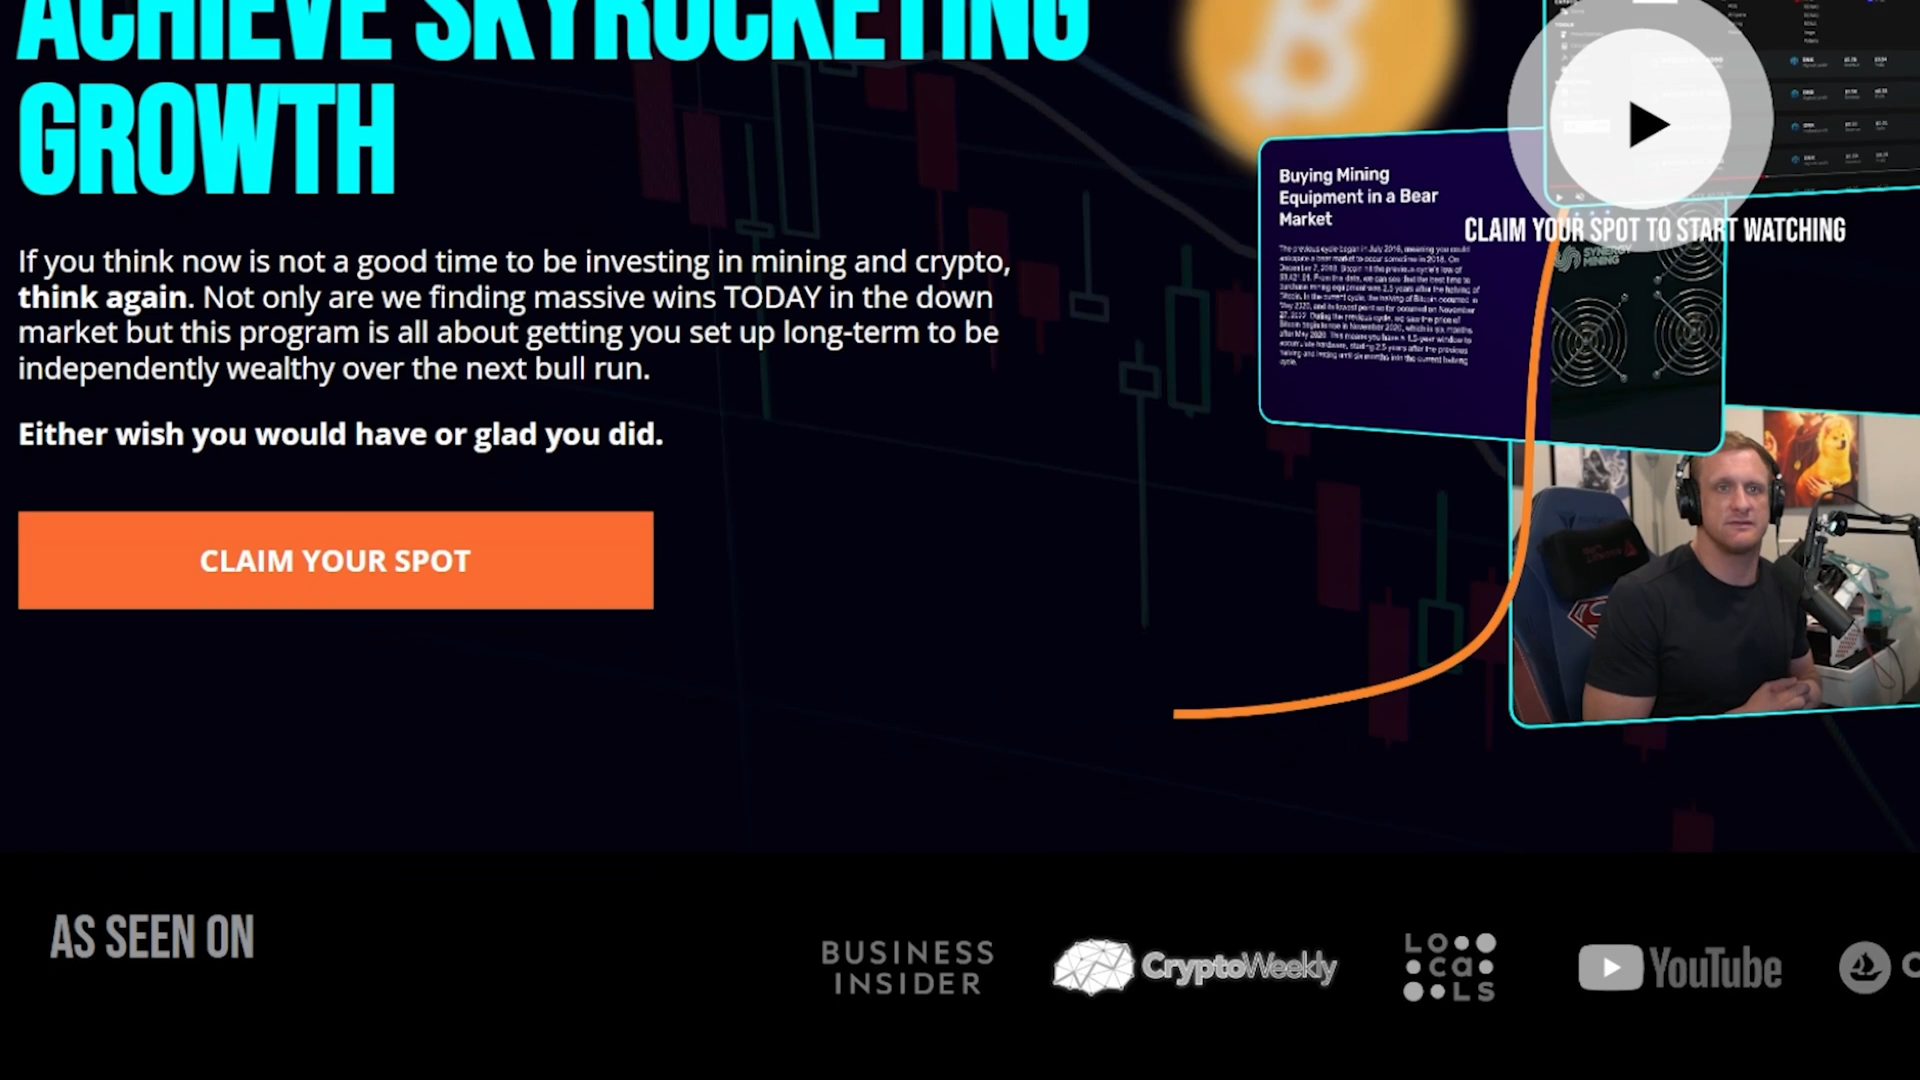 ACHIEVE SKYROCKETING
GROWTH
If you think now is not a good time to be investing in mining and crypto,
think again. Not only are we finding massive wins TODAY in the down
market but this program is all about getting you set up long-term to be
independently wealthy over the next bull run.
Either wish you would have or glad you did.
CLAIM YOUR SPOT
Buying Mining
Equipment in a Bear
Market
CLAIM YOUR SPOT TO START WATCHING
SYNERGY
MINING
AS SEEN ON
BUSINESS
INSIDER
CryptoWeekly
LOCALS
YouTube